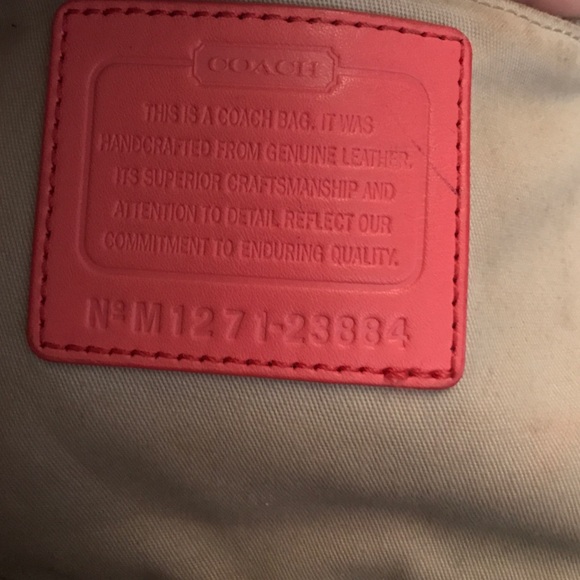 COACH
THIS IS A COACH BAG. IT WAS
HANDCRAFTED FROM GENUINE LEATHER.
ITS SUPERIOR CRAFTSMANSHIP AND
ATTENTION TO DETAIL REFLECT OUR
COMMITMENT TO ENDURING QUALITY.
Nº M1271-23884